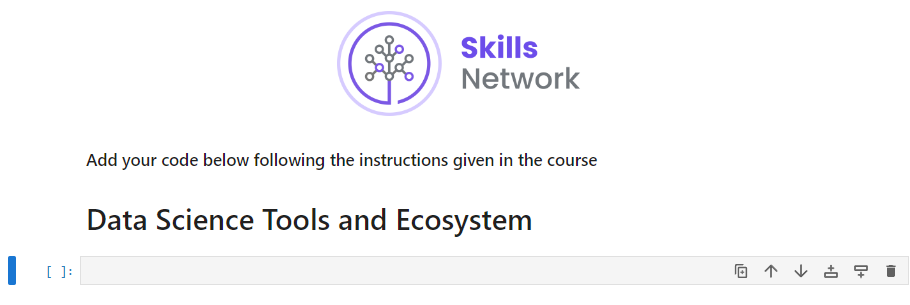 Skills
Network
Add your code below following the instructions given in the course
Data Science Tools and Ecosystem
[ ]: